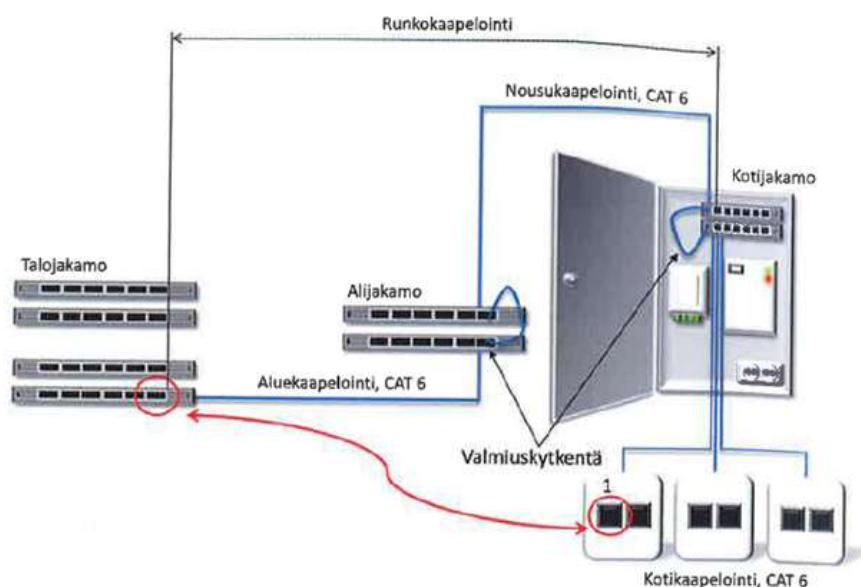 Runkokaapelointi
Nousukaapelointi, CAT 6
Kotijakamo
Talojakamo
Alijakamo
Aluekaapelointi, CAT 6
Valmiuskytkentä
1
Kotikaapelointi, CAT 6